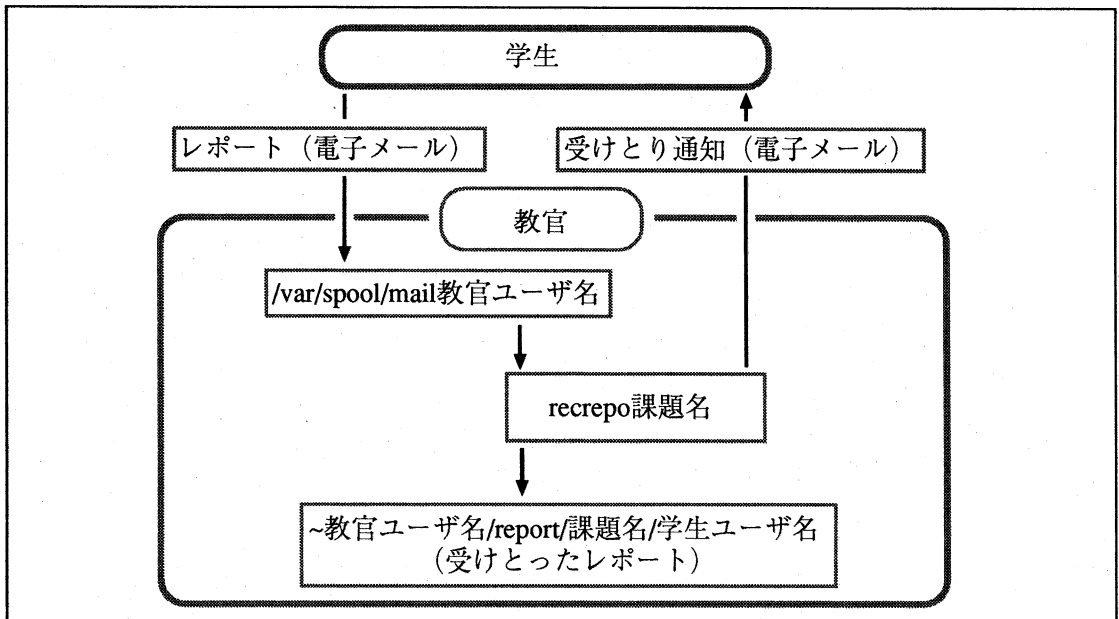 学生
レポート（電子メール）
受けとり通知（電子メール）
教官
/var/spool/mail教官ユーザ名
recrepo課題名
~教官ユーザ名/report/課題名/学生ユーザ名
（受けとったレポート）